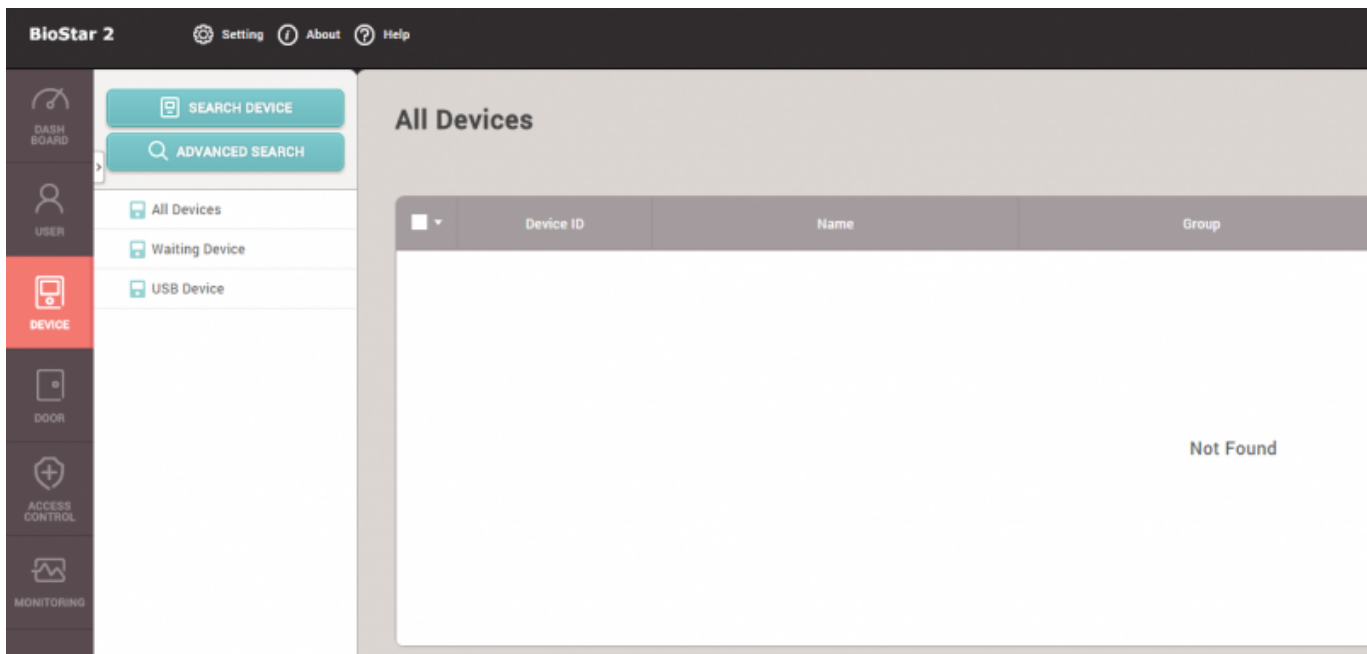 BioStar 2
Setting
About
Help
DASH
BOARD
USER
DEVICE
DOOR
ACCESS
CONTROL
MONITORING
SEARCH DEVICE
ADVANCED SEARCH
All Devices
Waiting Device
USB Device
All Devices
Device ID
Name
Group
Not Found